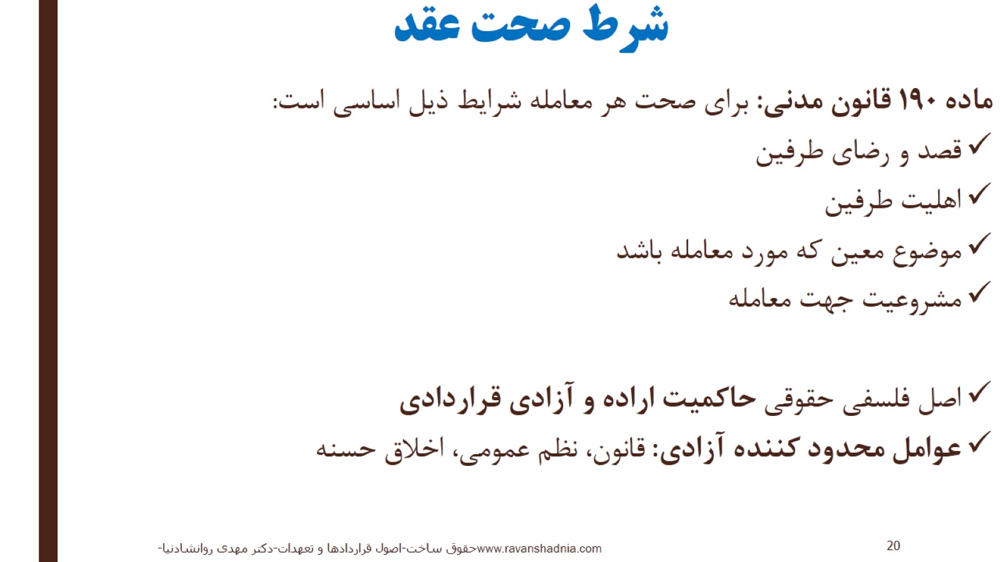 شرط صحت عقد
ماده ۱۹۰ قانون مدنی: برای صحت هر معامله شرایط ذیل اساسی است:
✓ قصد و رضای طرفین
✓ اهلیت طرفین
✓ موضوع معین که مورد معامله باشد
✓ مشروعیت جهت معامله
✓ اصل فلسفی حقوقی حاکمیت اراده و آزادی قراردادی
✓ عوامل محدود کننده آزادی: قانون، نظم عمومی، اخلاق حسنه
www.ravanshadnia.comحقوق ساخت-اصول قراردادها و تعهدات-دکتر مهدی روانشادنیا-
20